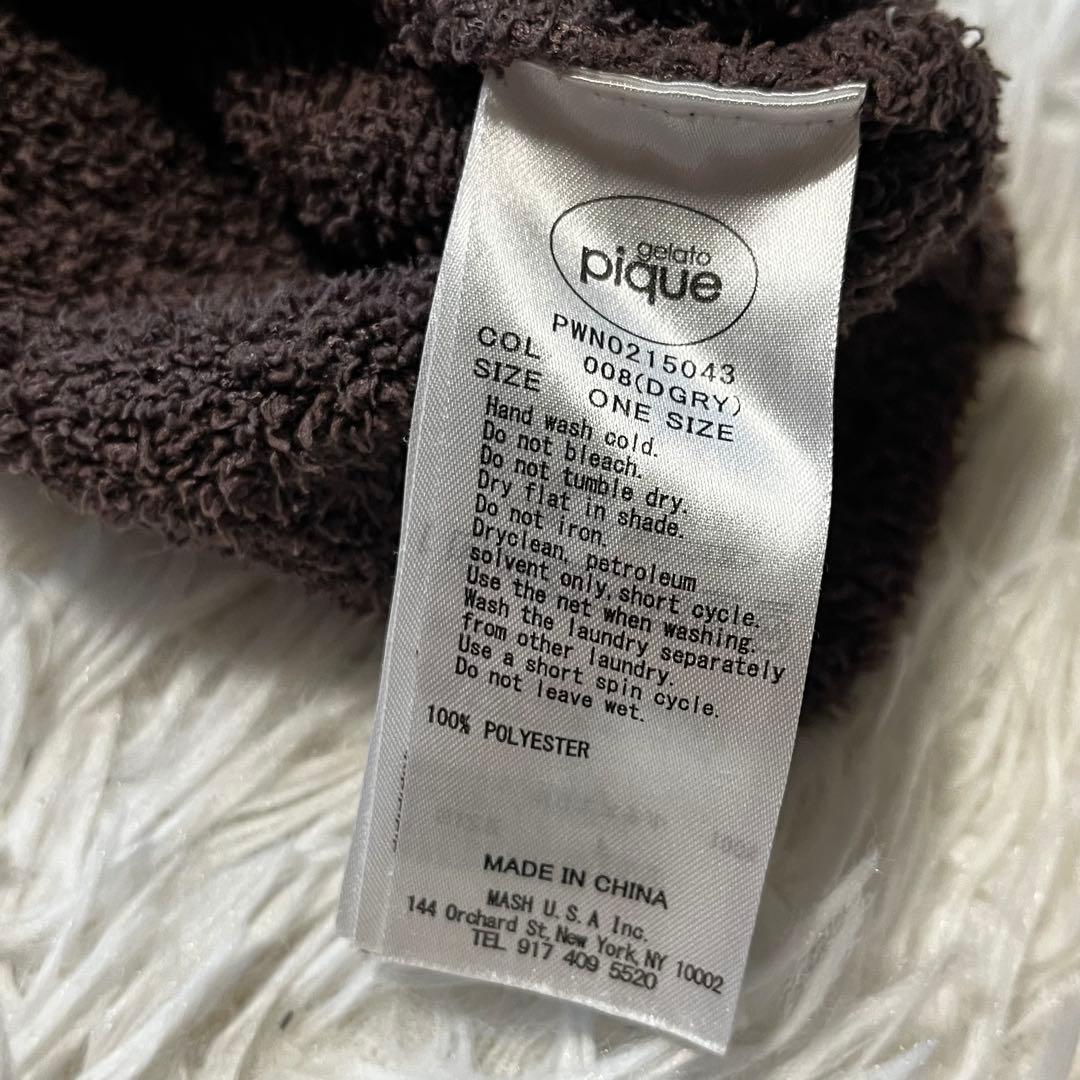 gelato
pique
PWNO215043
COL 008(DGRY)
SIZE ONE SIZE
Hand wash cold.
Do not bleach.
Do not tumble dry.
Dry flat in shade.
Do not iron.
Dryclean, petroleum
solvent only, short cycle.
Use the net when washing.
Wash the laundry separately
from other laundry.
Use a short spin cycle.
Do not leave wet.
100% POLYESTER
MADE IN CHINA
MASH U.S.A Inc.
144 Orchard St, New York, NY 10002
TEL 917 409 5520